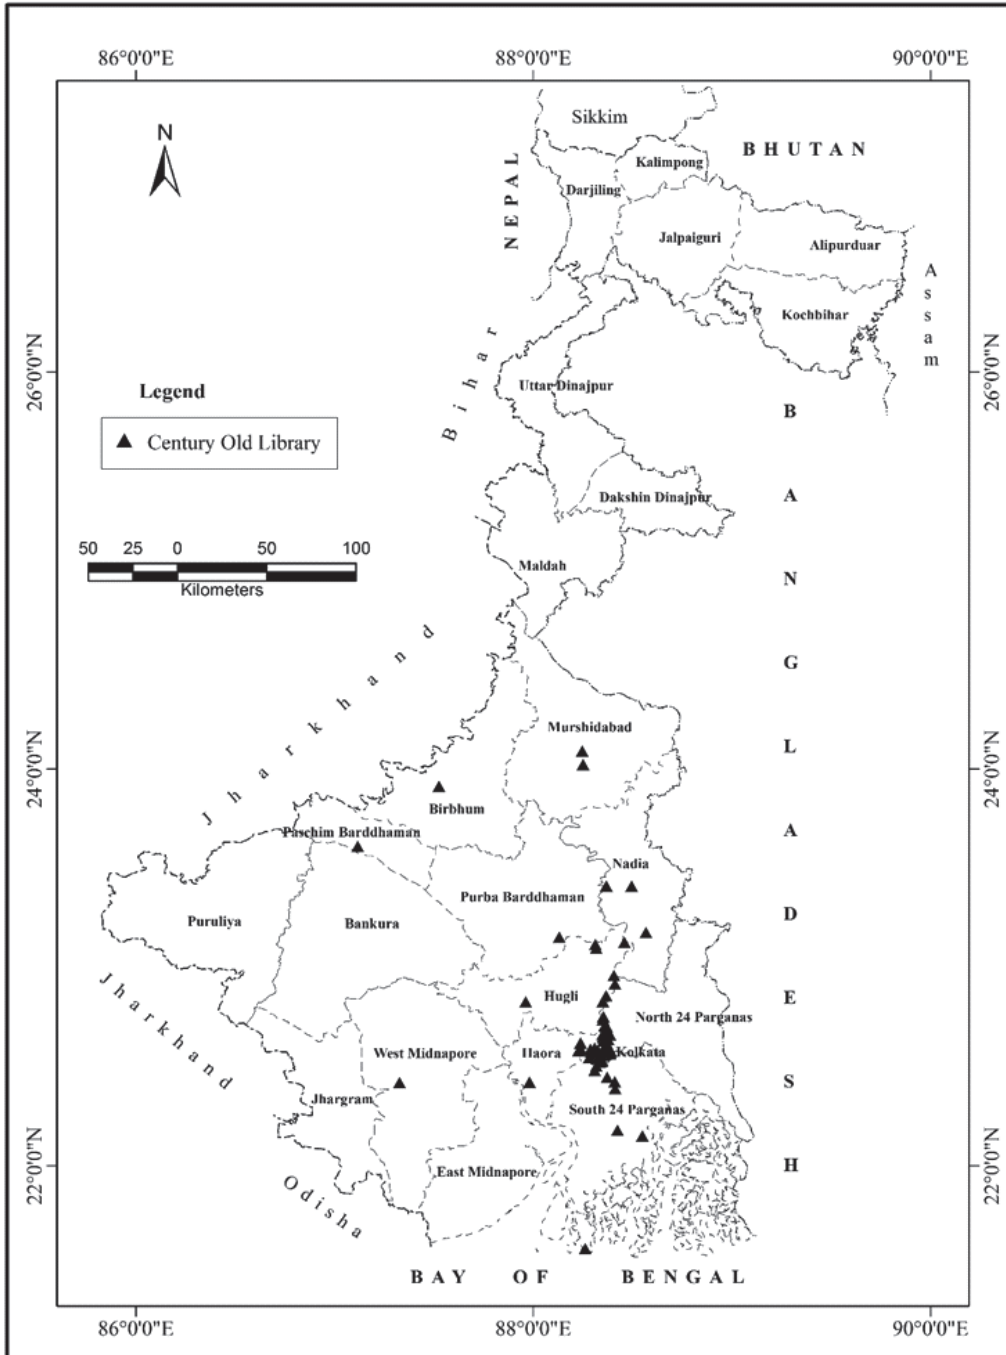 86°0'0"E 88°0'0"E 90°0'0"E
N
Sikkim
BHUTAN
Kalimpong
NEPAL
Darjiling
Jalpaiguri
Alipurduar
Assam
Kochbihar
26°0'0"N 26°0'0"N
Bihar
Uttar Dinajpur
Legend
Century Old Library
BANGLADESH
Dakshin Dinajpur
50 25 0 50 100
Kilometers
Maldah
Jharkhand
Murshidabad
24°0'0"N 24°0'0"N
Birbhum
Paschim Barddhaman
Nadia
Purba Barddhaman
Puruliya
Bankura
Jharkhand
Hugli
North 24 Parganas
West Midnapore
Haora
Kolkata
Jhargram
South 24 Parganas
22°0'0"N 22°0'0"N
East Midnapore
Odisha
BAY OF BENGAL
86°0'0"E 88°0'0"E 90°0'0"E